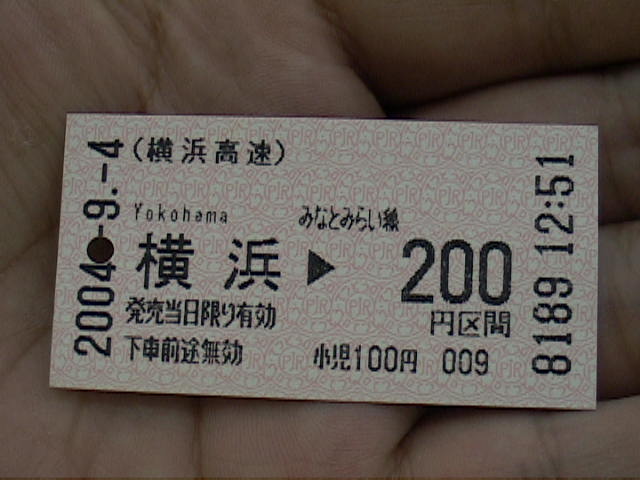 2004.-9.-4
(横浜高速)
Yokohama みなとみらい線
横浜 ▶ 200
円区間
発売当日限り有効
下車前途無効 小児100円 009
8189 12:51